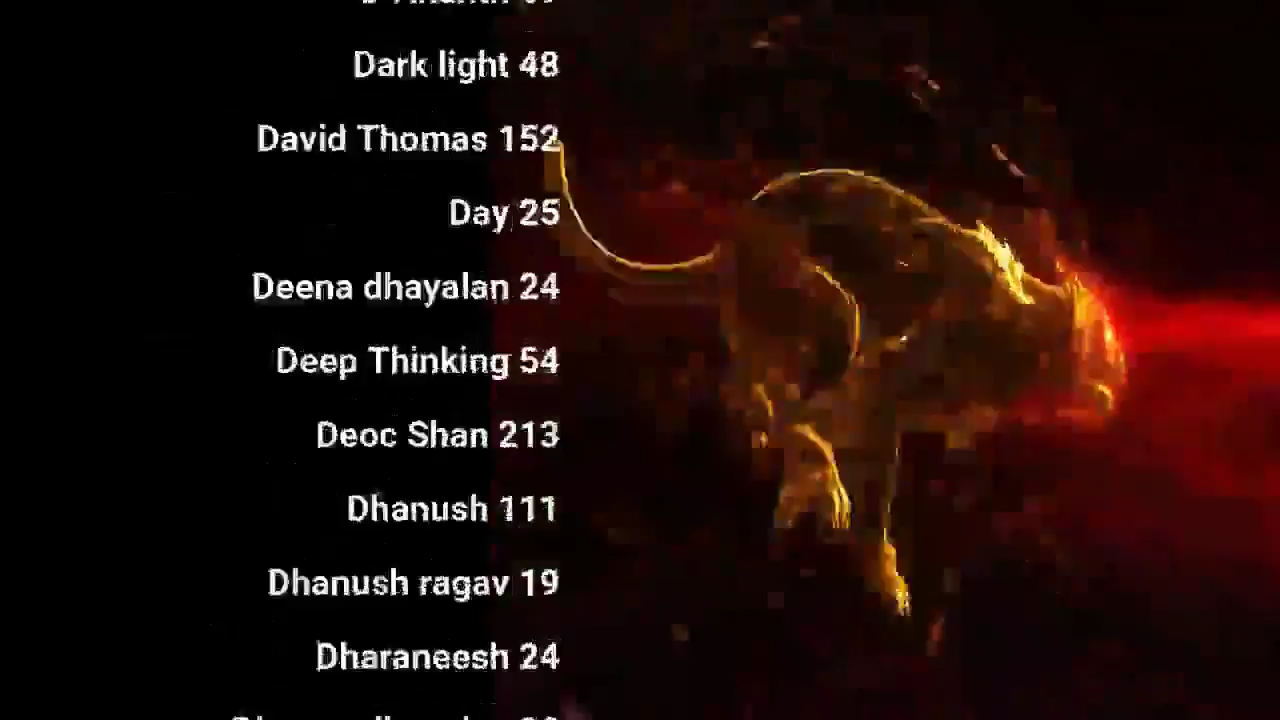 Dark light 48
David Thomas 152
Day 25
Deena dhayalan 24
Deep Thinking 54
Deoc Shan 213
Dhanush 111
Dhanush ragav 19
Dharaneesh 24